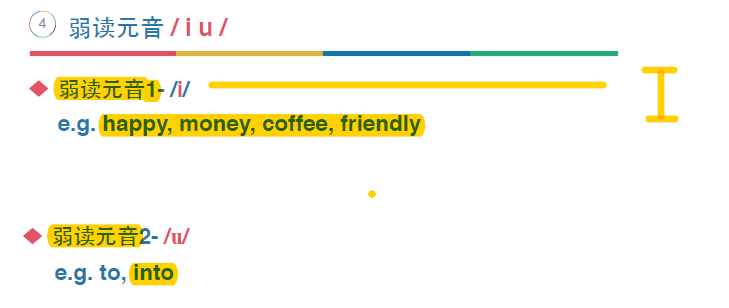 ④ 弱读元音 / i u /
弱读元音1- /i/
I
e.g. happy, money, coffee, friendly
弱读元音2- /u/
e.g. to, into